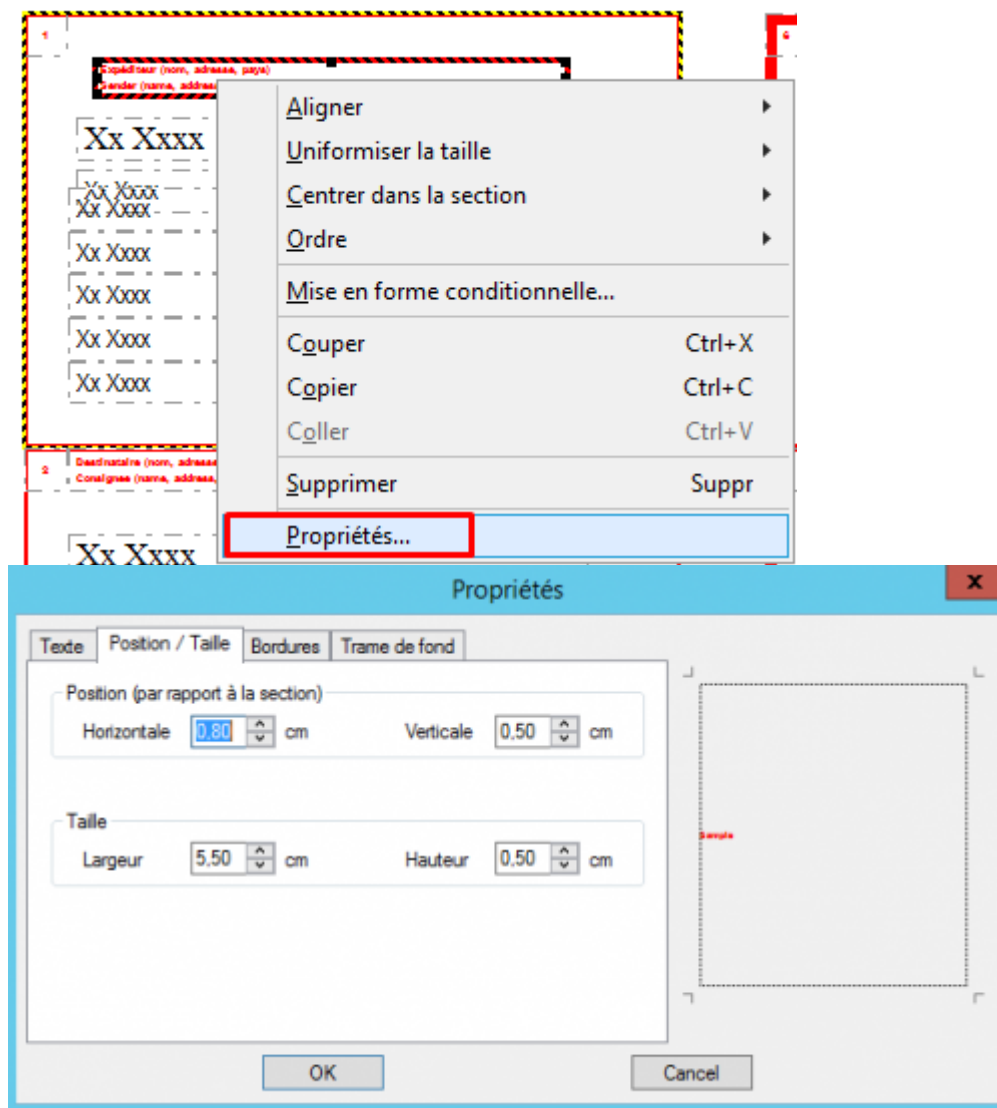 1
6
Expéditeur (nom, adresse, pays)
Sender (name, address
Xx Xxxx
Xx Xxxx
Xx Xxxx
Xx Xxxx
Xx Xxxx
Xx Xxxx
Xx Xxxx
2
Destinataire (nom, adresse
Consignee (name, address,
Xx Xxxx
Aligner
Uniformiser la taille
Centrer dans la section
Ordre
Mise en forme conditionnelle...
Couper Ctrl+X
Copier Ctrl+C
Coller Ctrl+V
Supprimer Suppr
Propriétés...
Propriétés
x
Texte Position / Taille Bordures Trame de fond
Position (par rapport à la section)
Horizontale 0,80 cm Verticale 0,50 cm
Taille
Largeur 5,50 cm Hauteur 0,50 cm
Sample
OK Cancel